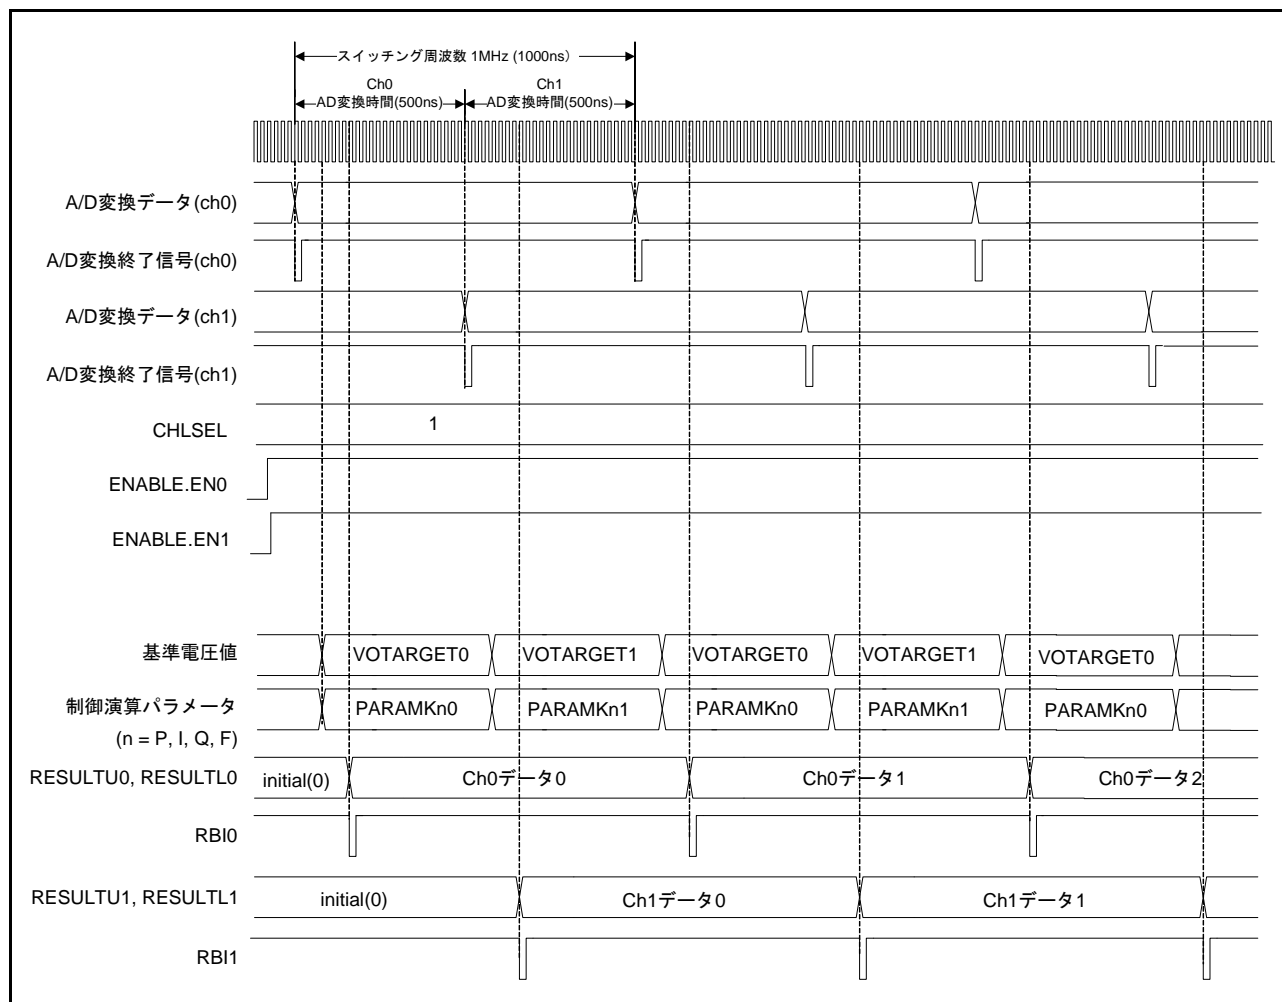 スイッチング周波数 1MHz (1000ns)
Ch0
AD変換時間(500ns)
Ch1
AD変換時間(500ns)
A/D変換データ(ch0)
A/D変換終了信号(ch0)
A/D変換データ(ch1)
A/D変換終了信号(ch1)
CHLSEL
1
ENABLE.EN0
ENABLE.EN1
基準電圧値
VOTARGET0
VOTARGET1
VOTARGET0
VOTARGET1
VOTARGET0
制御演算パラメータ
(n = P, I, Q, F)
PARAMKn0
PARAMKn1
PARAMKn0
PARAMKn1
PARAMKn0
RESULTU0, RESULTL0
initial(0)
Ch0データ0
Ch0データ1
Ch0データ2
RBI0
RESULTU1, RESULTL1
initial(0)
Ch1データ0
Ch1データ1
RBI1